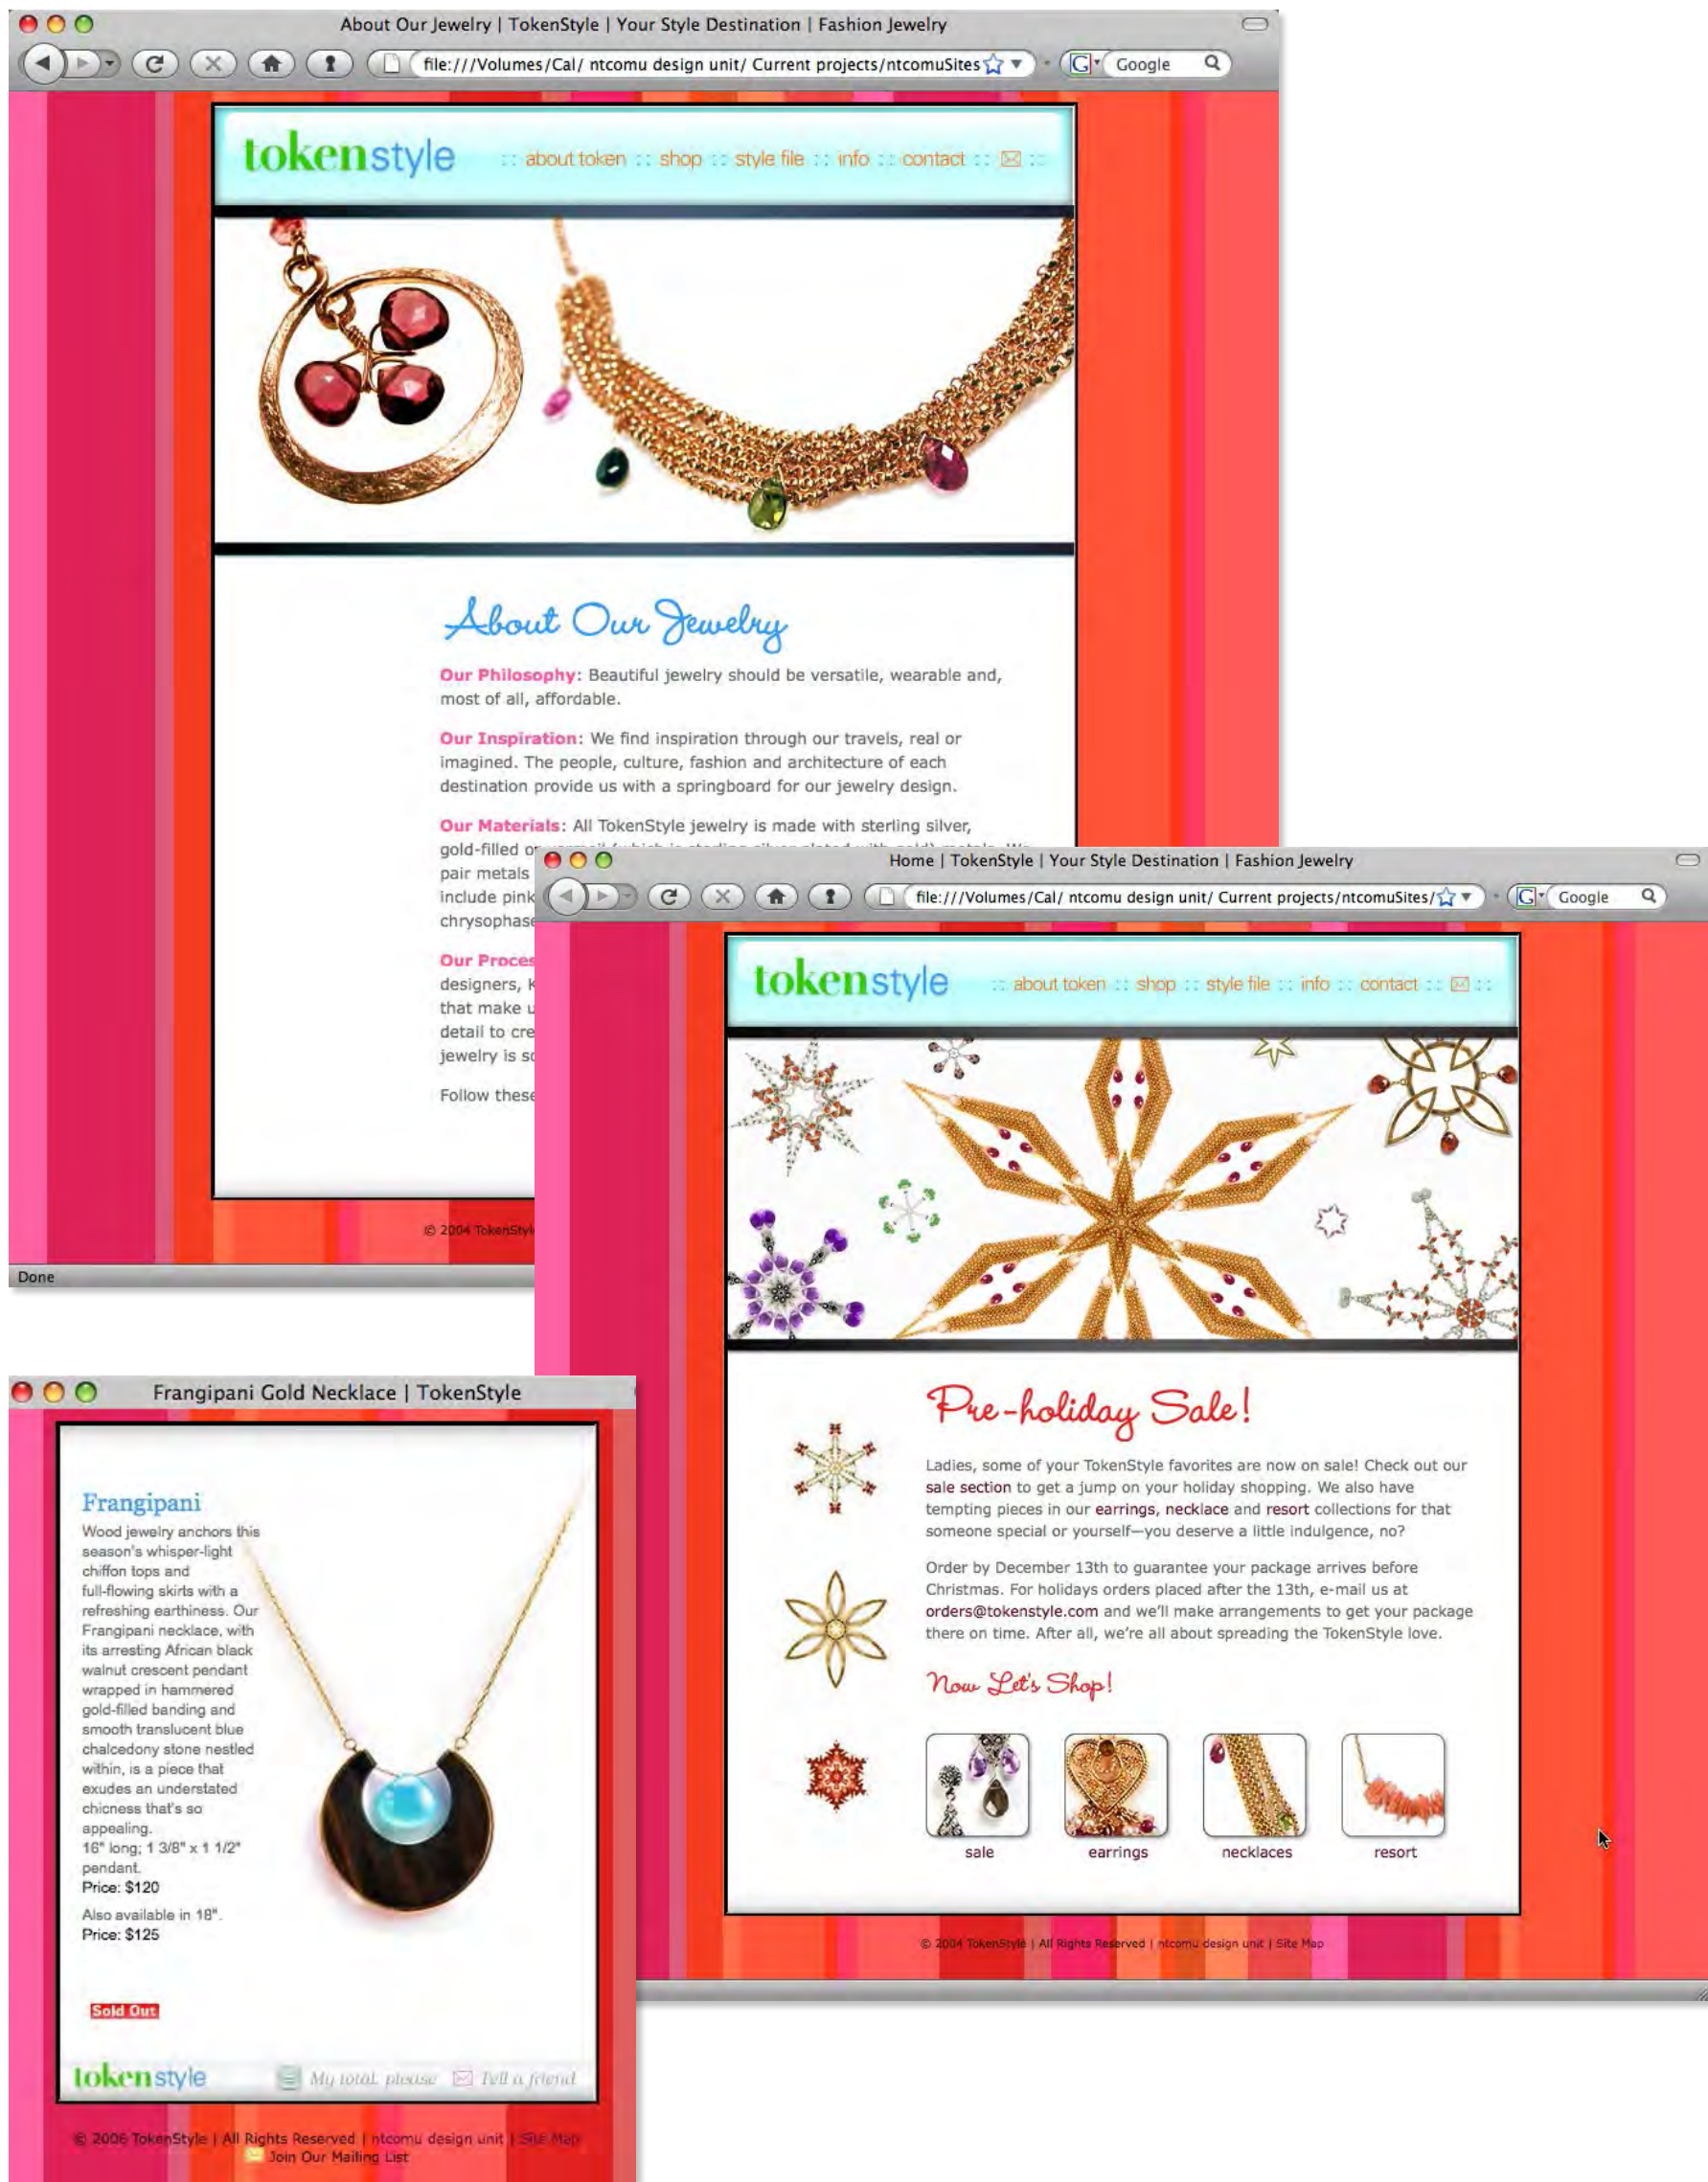 About Our Jewelry | TokenStyle | Your Style Destination | Fashion Jewelry
file:///Volumes/Cal/ ntcomu design unit/ Current projects/ntcomuSites
Google
tokenstyle
:: about token :: shop :: style file :: info :: contact :: ::
About Our Jewelry
Our Philosophy: Beautiful jewelry should be versatile, wearable and,
most of all, affordable.
Our Inspiration: We find inspiration through our travels, real or
imagined. The people, culture, fashion and architecture of each
destination provide us with a springboard for our jewelry design.
Our Materials: All TokenStyle jewelry is made with sterling silver,
gold-filled or vermeil (which is sterling silver plated with gold) metals. We
pair metals
include pink
chrysophase
Our Proces
designers, K
that make u
detail to cre
jewelry is so
Follow these
© 2004 TokenStyle
Done
Home | TokenStyle | Your Style Destination | Fashion Jewelry
file:///Volumes/Cal/ ntcomu design unit/ Current projects/ntcomuSites/
Google
tokenstyle
:: about token :: shop :: style file :: info :: contact :: ::
Pre-holiday Sale!
Ladies, some of your TokenStyle favorites are now on sale! Check out our
sale section to get a jump on your holiday shopping. We also have
tempting pieces in our earrings, necklace and resort collections for that
someone special or yourself—you deserve a little indulgence, no?
Order by December 13th to guarantee your package arrives before
Christmas. For holidays orders placed after the 13th, e-mail us at
orders@tokenstyle.com and we'll make arrangements to get your package
there on time. After all, we're all about spreading the TokenStyle love.
Now Let's Shop!
sale earrings necklaces resort
© 2004 TokenStyle | All Rights Reserved | ntcomu design unit | Site Map
Frangipani Gold Necklace | TokenStyle
Frangipani
Wood jewelry anchors this
season's whisper-light
chiffon tops and
full-flowing skirts with a
refreshing earthiness. Our
Frangipani necklace, with
its arresting African black
walnut crescent pendant
wrapped in hammered
gold-filled banding and
smooth translucent blue
chalcedony stone nestled
within, is a piece that
exudes an understated
chicness that's so
appealing.
16" long; 1 3/8" x 1 1/2"
pendant.
Price: $120
Also available in 18".
Price: $125
Sold Out
tokenstyle
My total, please Tell a friend
© 2006 TokenStyle | All Rights Reserved | ntcomu design unit | Site Map
Join Our Mailing List